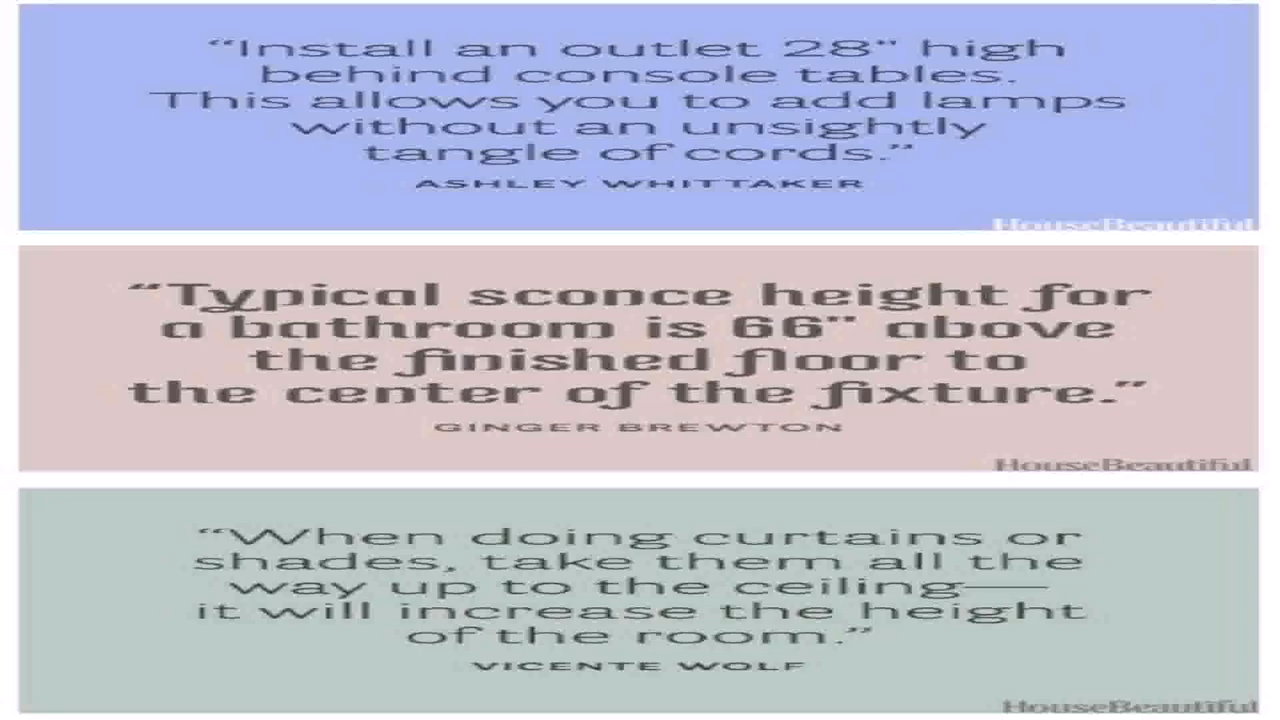 “Install an outlet 28" high
behind console tables.
This allows you to add lamps
without an unsightly
tangle of cords.”
ASHLEY WHITTAKER
HouseBeautiful
“Typical sconce height for
a bathroom is 66" above
the finished floor to
the center of the fixture.”
GINGER BREWTON
HouseBeautiful
“When doing curtains or
shades, take them all the
way up to the ceiling—
it will increase the height
of the room.”
VICENTE WOLF
HouseBeautiful